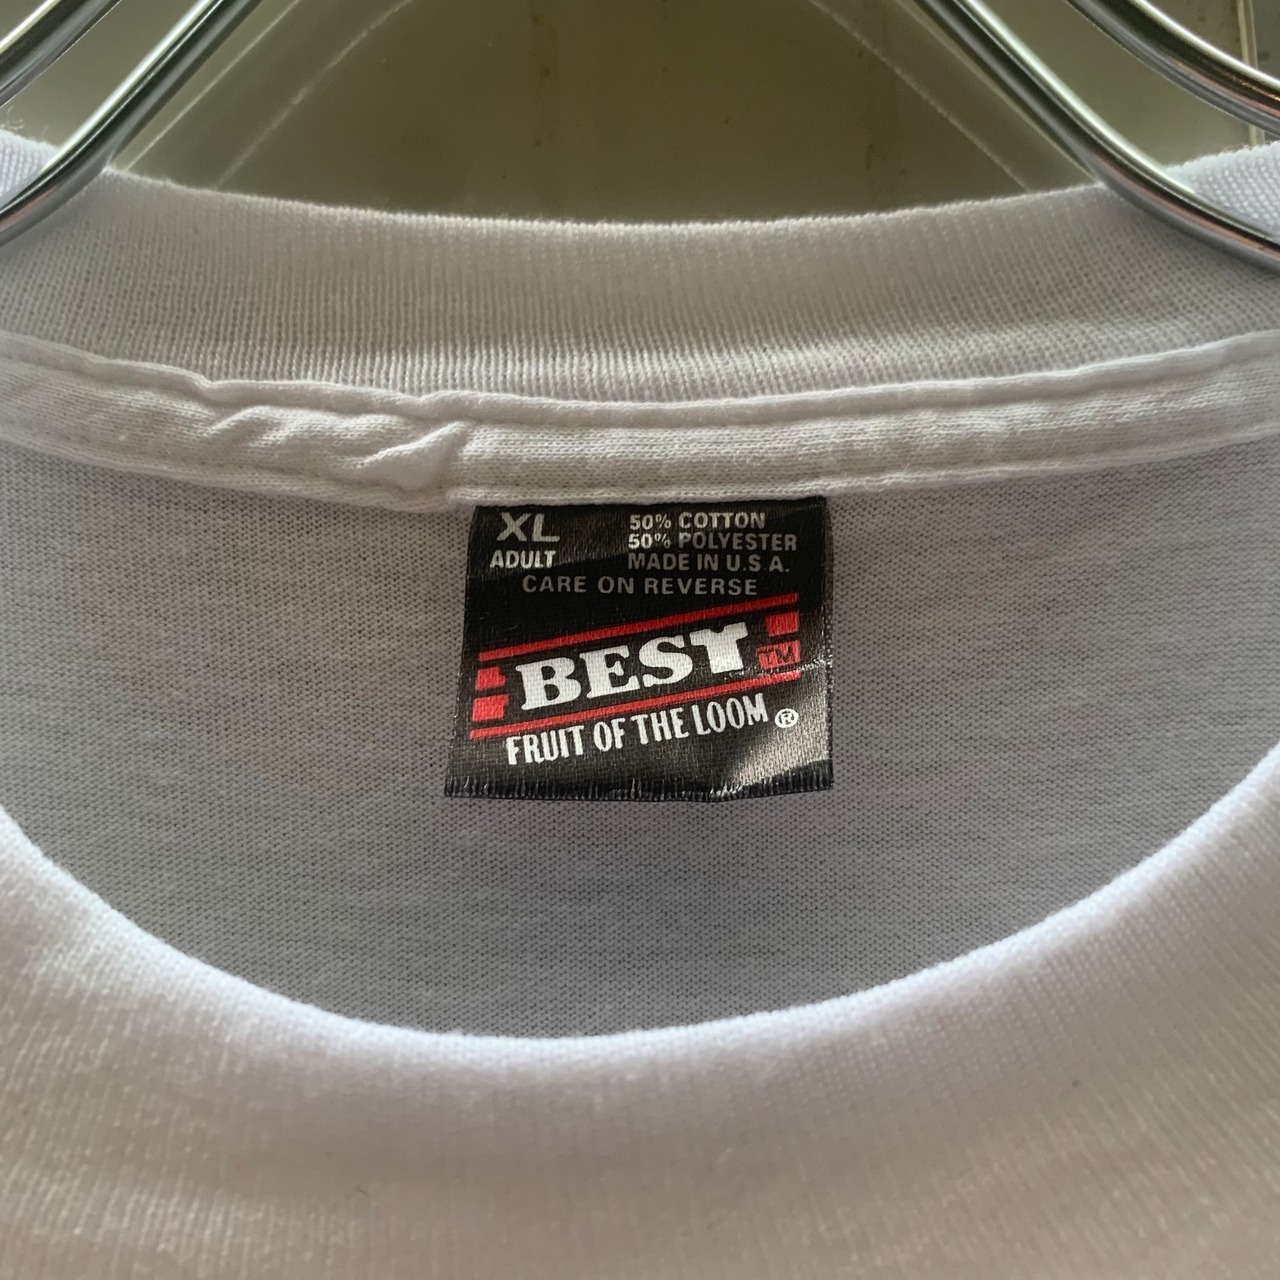 XL
ADULT
50% COTTON
50% POLYESTER
MADE IN U.S.A.
CARE ON REVERSE
BEST TM
FRUIT OF THE LOOM ®